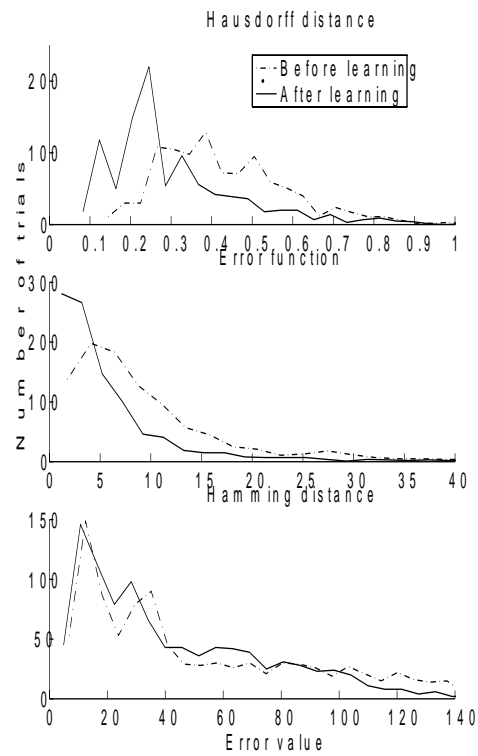 Hausdorff distance
Before learning
After learning
200
100
0
0 0.1 0.2 0.3 0.4 0.5 0.6 0.7 0.8 0.9 1
Error function
Number of trials
300
200
100
0
0 5 10 15 20 25 30 35 40
Hamming distance
150
100
50
0
0 20 40 60 80 100 120 140
Error value